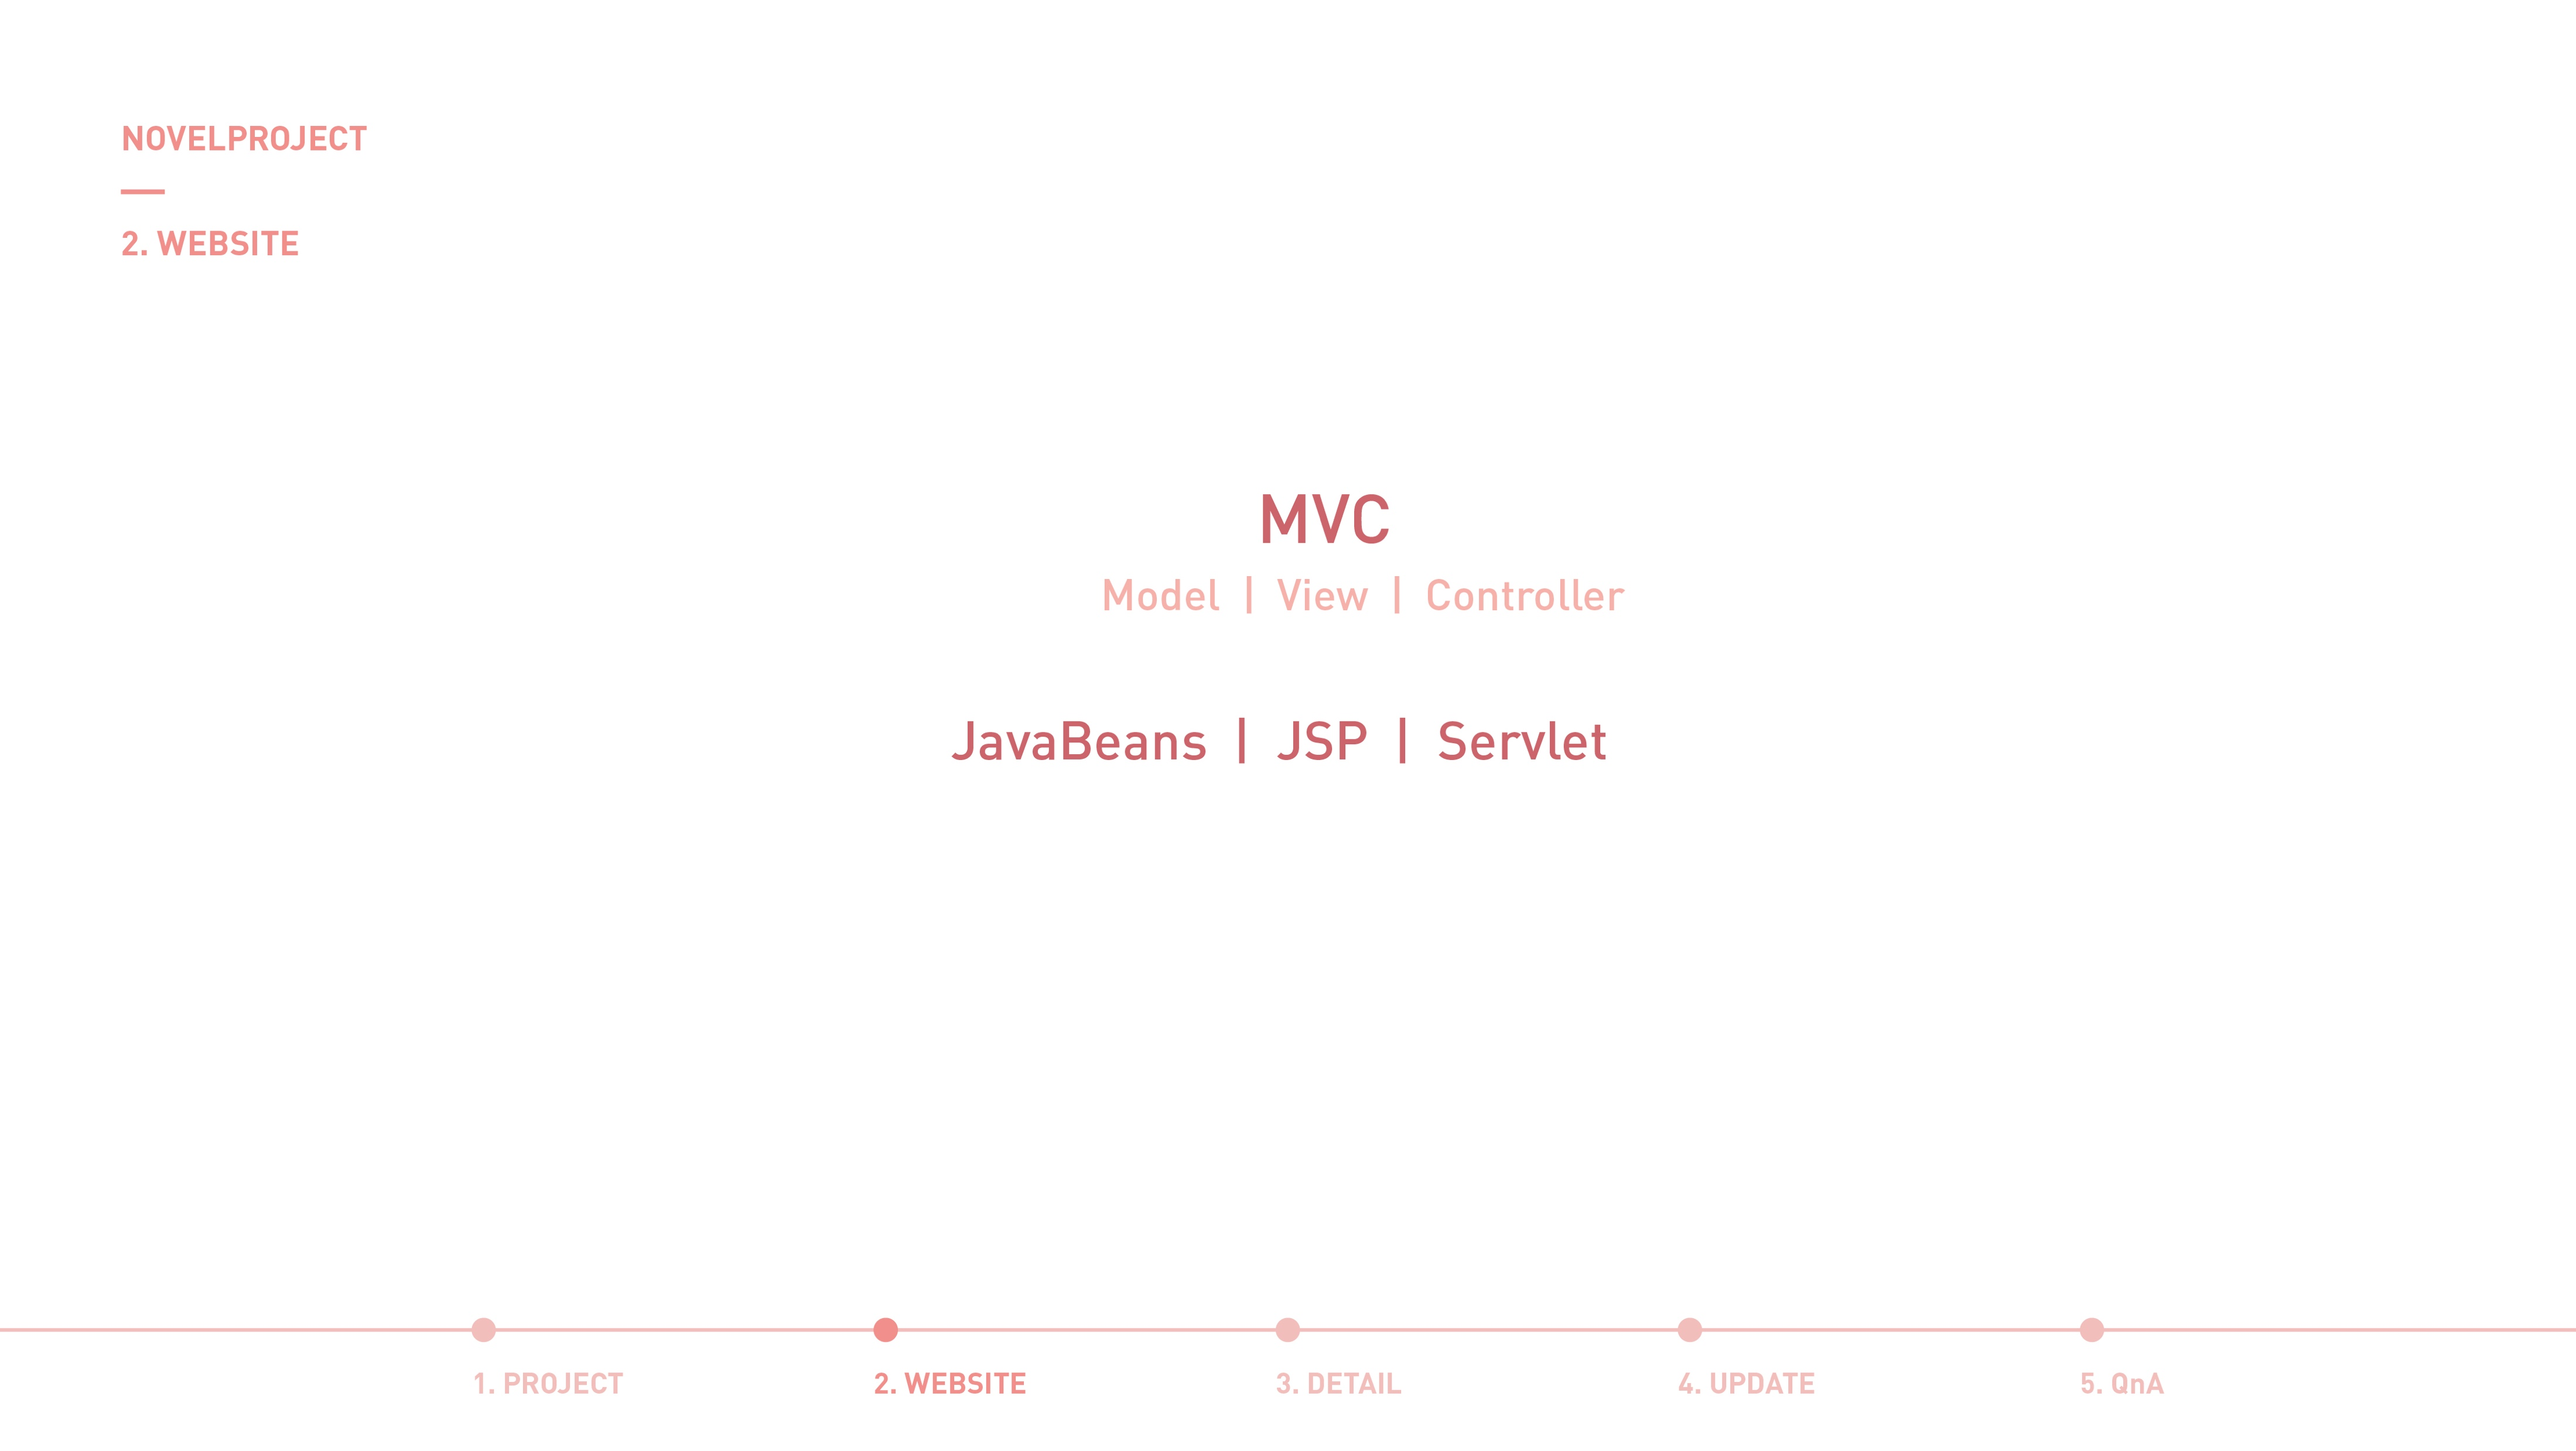 NOVELPROJECT
2. WEBSITE
MVC
Model | View | Controller
JavaBeans | JSP | Servlet
1. PROJECT
2. WEBSITE
3. DETAIL
4. UPDATE
5. QnA